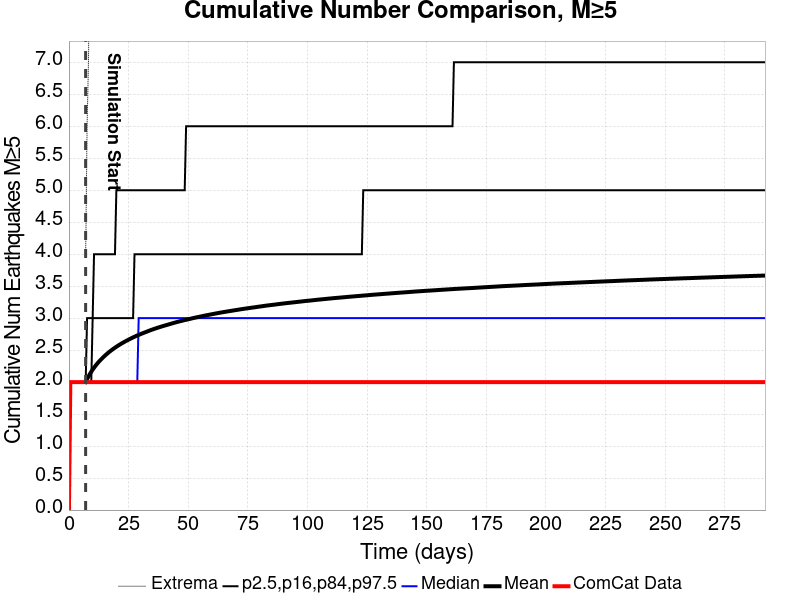 Cumulative Number Comparison, M≥5
Cumulative Num Earthquakes M≥5
7.0
6.5
6.0
5.5
5.0
4.5
4.0
3.5
3.0
2.5
2.0
1.5
1.0
0.5
0.0
Simulation Start
0 25 50 75 100 125 150 175 200 225 250 275
Time (days)
Extrema p2.5,p16,p84,p97.5 Median Mean ComCat Data